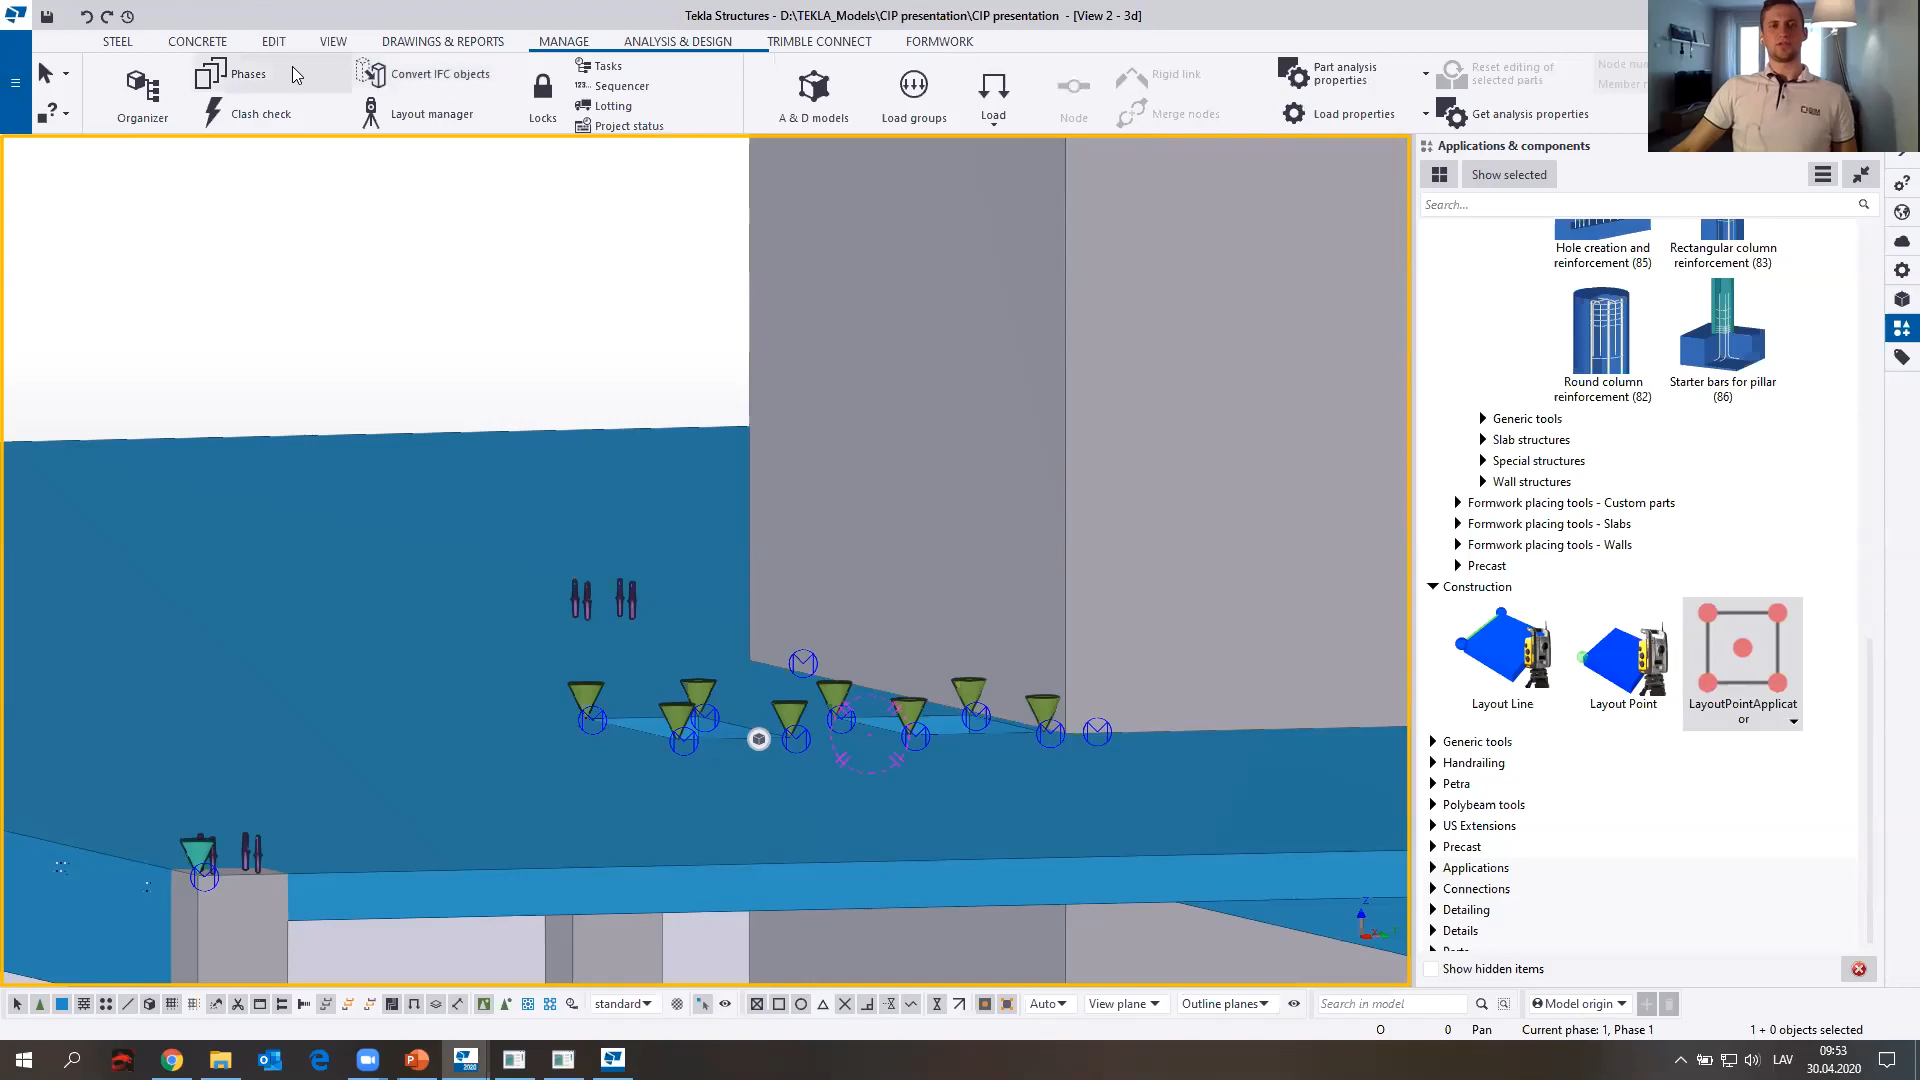 Tekla Structures - D:\TEKLA_Models\CIP presentation\CIP presentation - [View 2 - 3d]
STEEL
CONCRETE
EDIT
VIEW
DRAWINGS & REPORTS
MANAGE
ANALYSIS & DESIGN
TRIMBLE CONNECT
FORMWORK
Organizer
Phases
Clash check
Convert IFC objects
Layout manager
Locks
Tasks
Sequencer
Lotting
Project status
A & D models
Load groups
Load
Node
Rigid link
Merge nodes
Part analysis
properties
Load properties
Reset editing of
selected parts
Get analysis properties
Applications & components
Show selected
Search...
Hole creation and
reinforcement (85)
Rectangular column
reinforcement (83)
Round column
reinforcement (82)
Starter bars for pillar
(86)
Generic tools
Slab structures
Special structures
Wall structures
Formwork placing tools - Custom parts
Formwork placing tools - Slabs
Formwork placing tools - Walls
Precast
Construction
Layout Line
Layout Point
LayoutPointApplicat
or
Generic tools
Handrailing
Petra
Polybeam tools
US Extensions
Precast
Applications
Connections
Detailing
Details
Show hidden items
standard
Auto
View plane
Outline planes
Search in model
Model origin
O
0
Pan
Current phase: 1, Phase 1
1 + 0 objects selected
LAV
09:53
30.04.2020